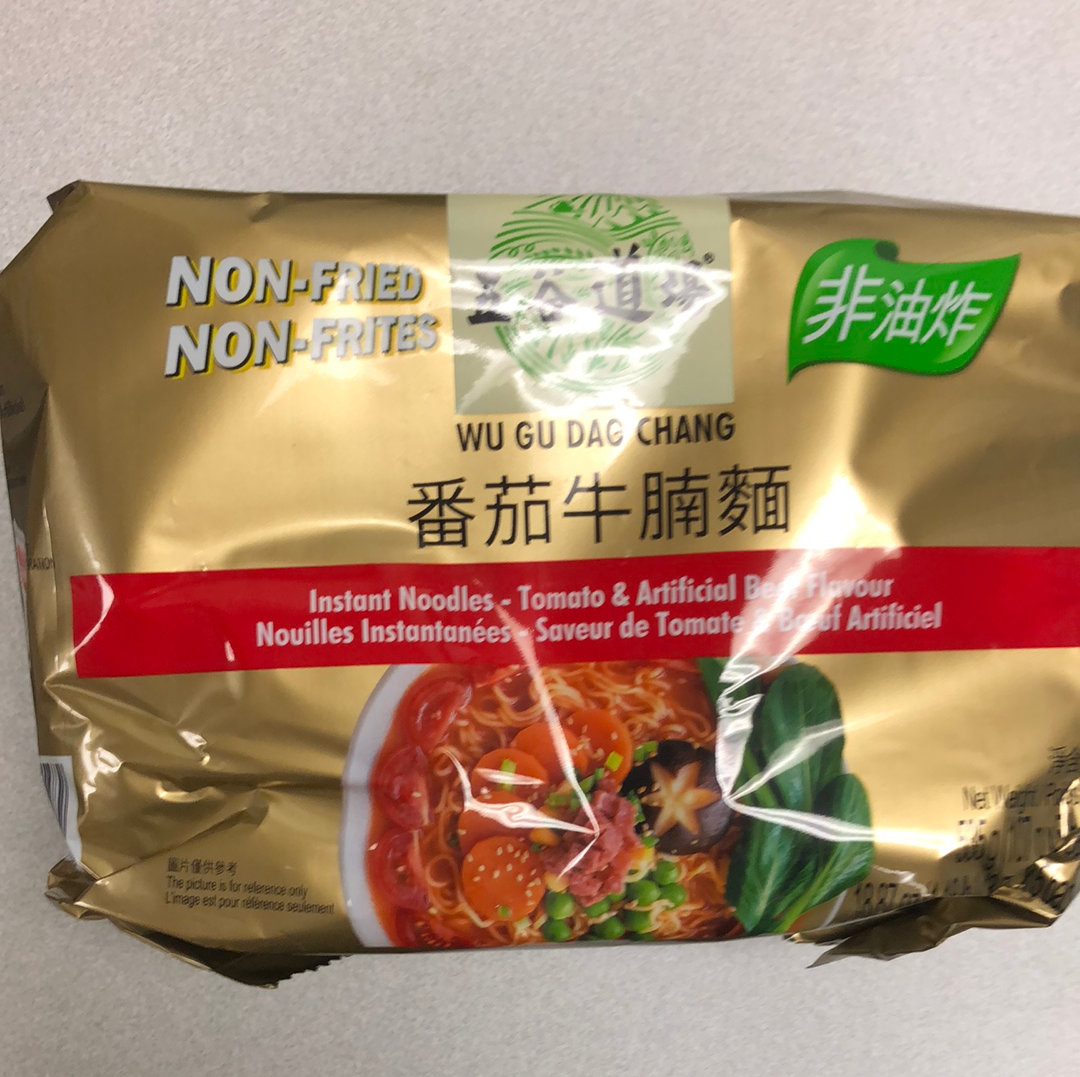 NON-FRIED
NON-FRITES
五谷道場®
非油炸
WU GU DAO CHANG
番茄牛腩麵
Instant Noodles - Tomato & Artificial Beef Flavour
Nouilles Instantanées - Saveur de Tomate & Bœuf Artificiel
圖片僅供參考
The picture is for reference only
L'image est pour référence seulement
Net Weight